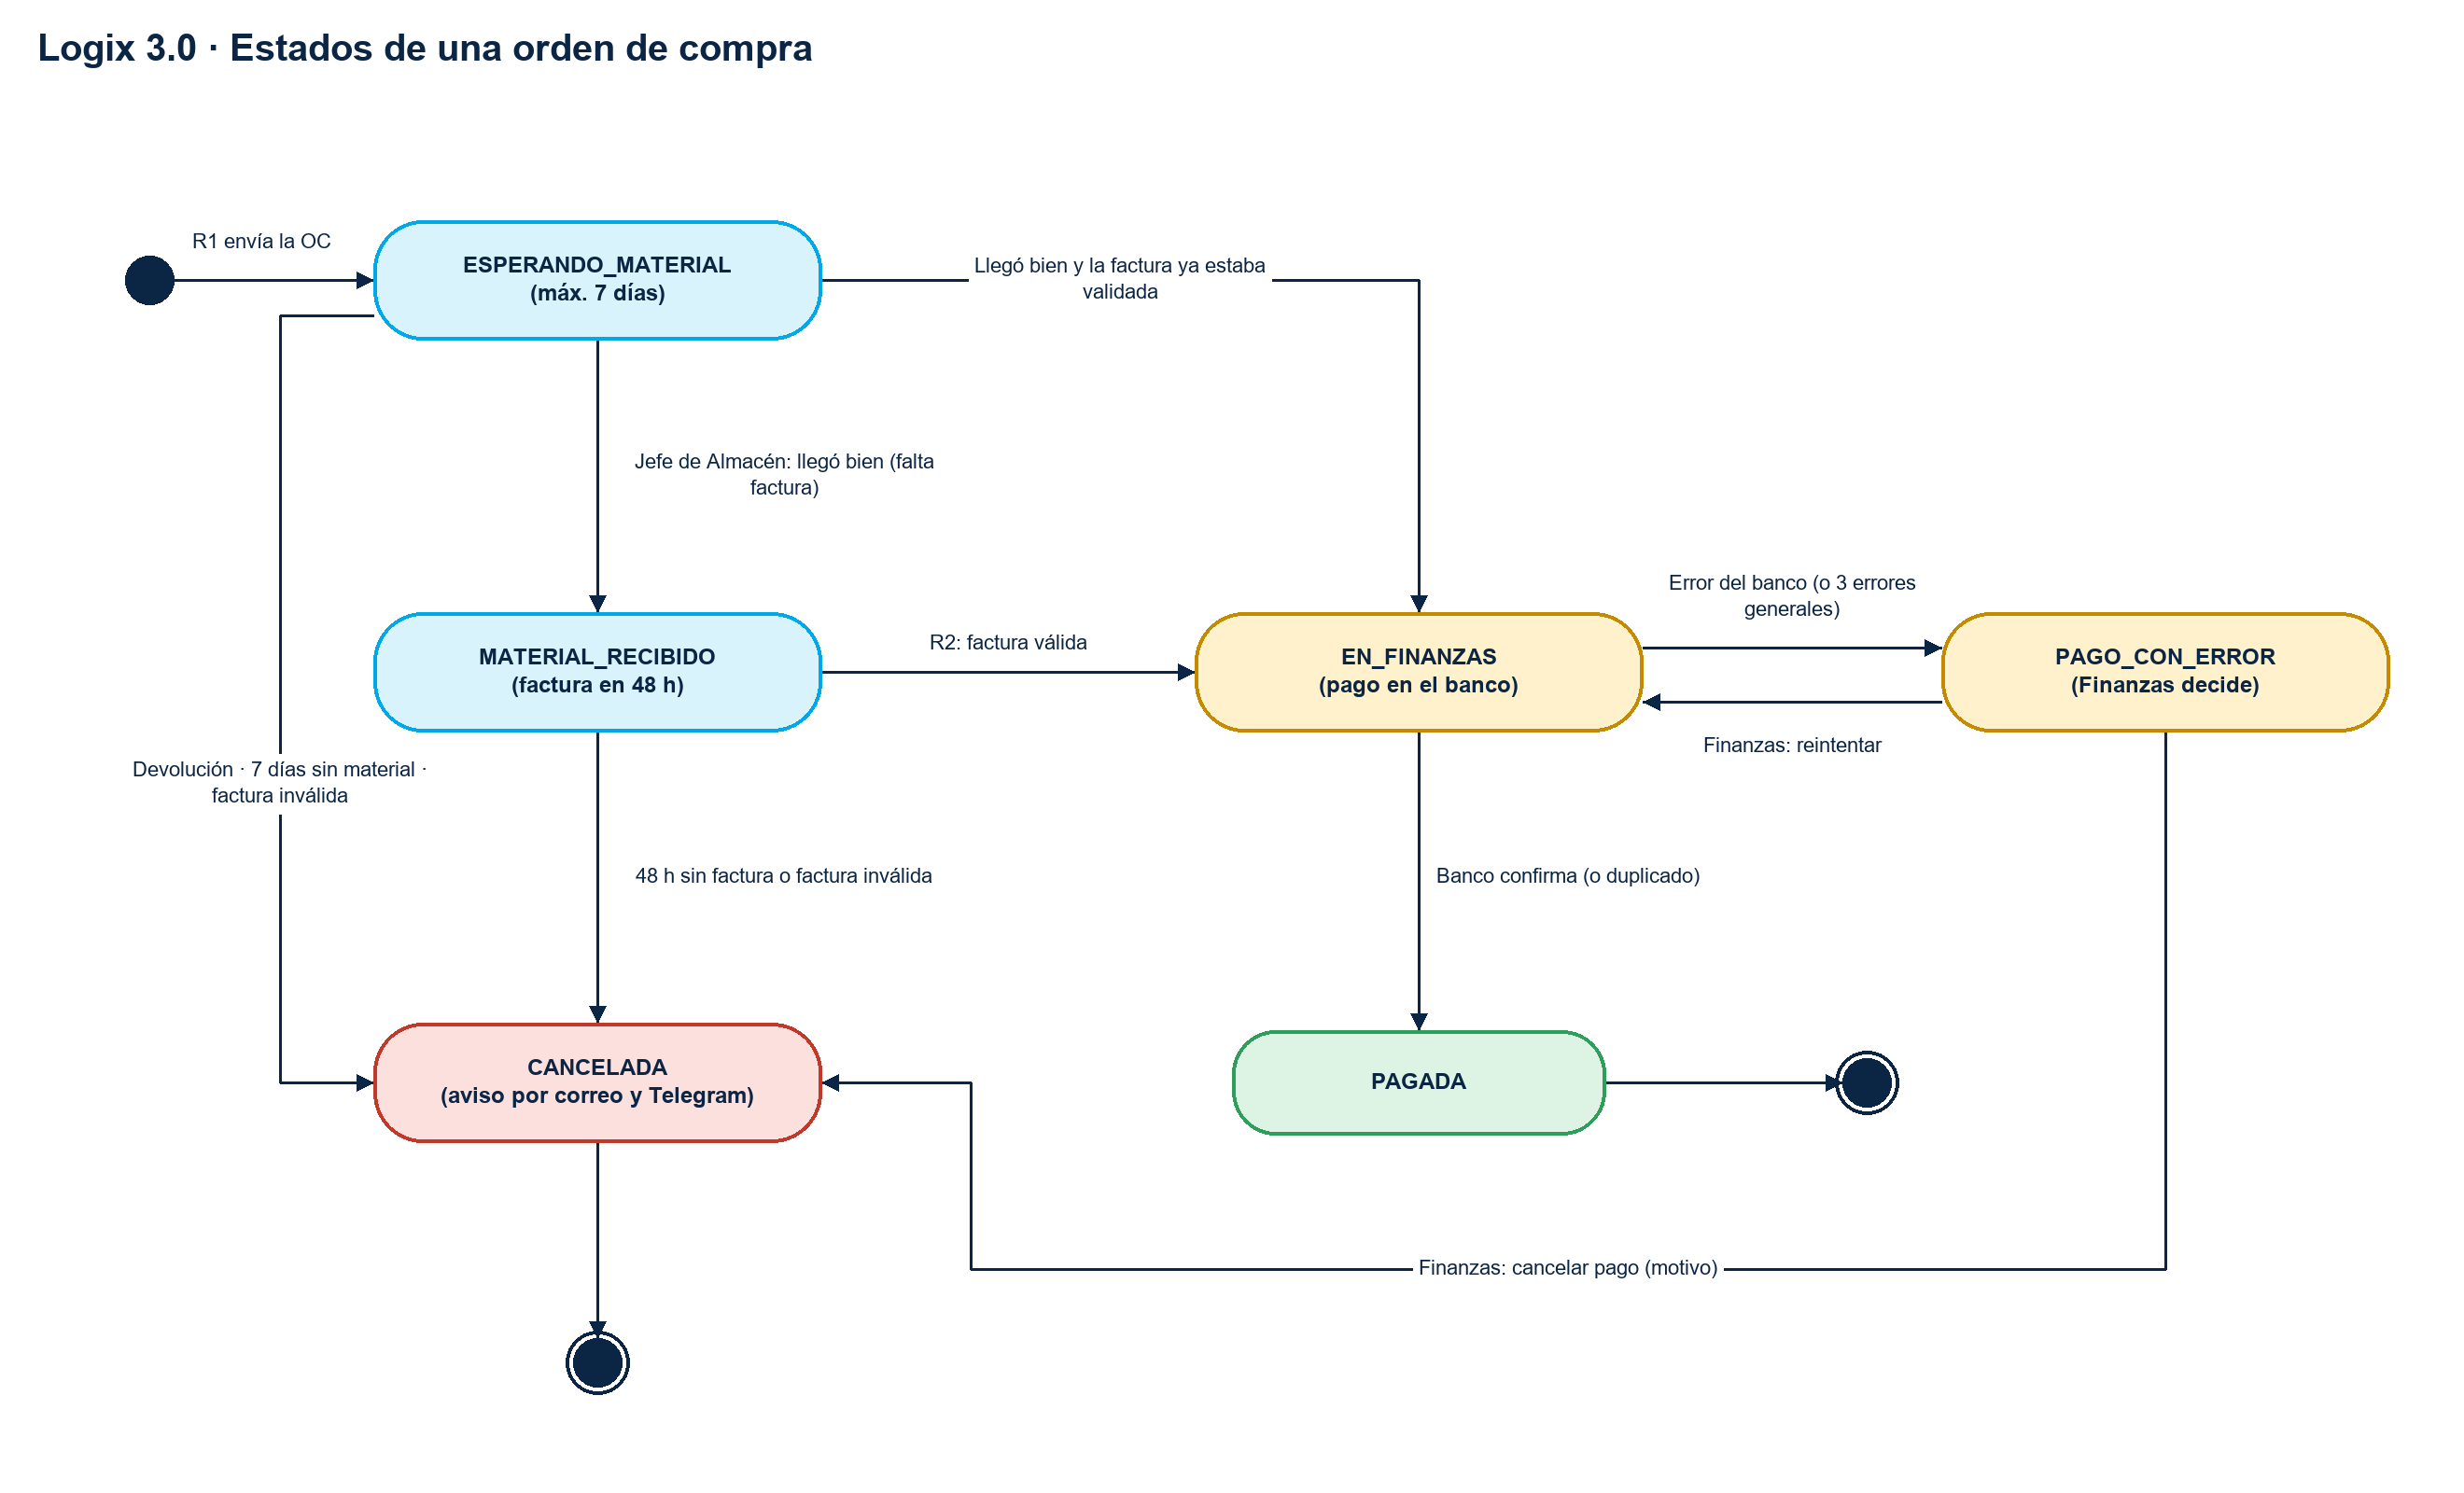 Logix 3.0 · Estados de una orden de compra
R1 envía la OC
ESPERANDO_MATERIAL
(máx. 7 días)
Llegó bien y la factura ya estaba
validada
Jefe de Almacén: llegó bien (falta
factura)
Error del banco (o 3 errores
generales)
MATERIAL_RECIBIDO
(factura en 48 h)
R2: factura válida
EN_FINANZAS
(pago en el banco)
PAGO_CON_ERROR
(Finanzas decide)
Finanzas: reintentar
Devolución · 7 días sin material ·
factura inválida
48 h sin factura o factura inválida
Banco confirma (o duplicado)
CANCELADA
(aviso por correo y Telegram)
PAGADA
Finanzas: cancelar pago (motivo)